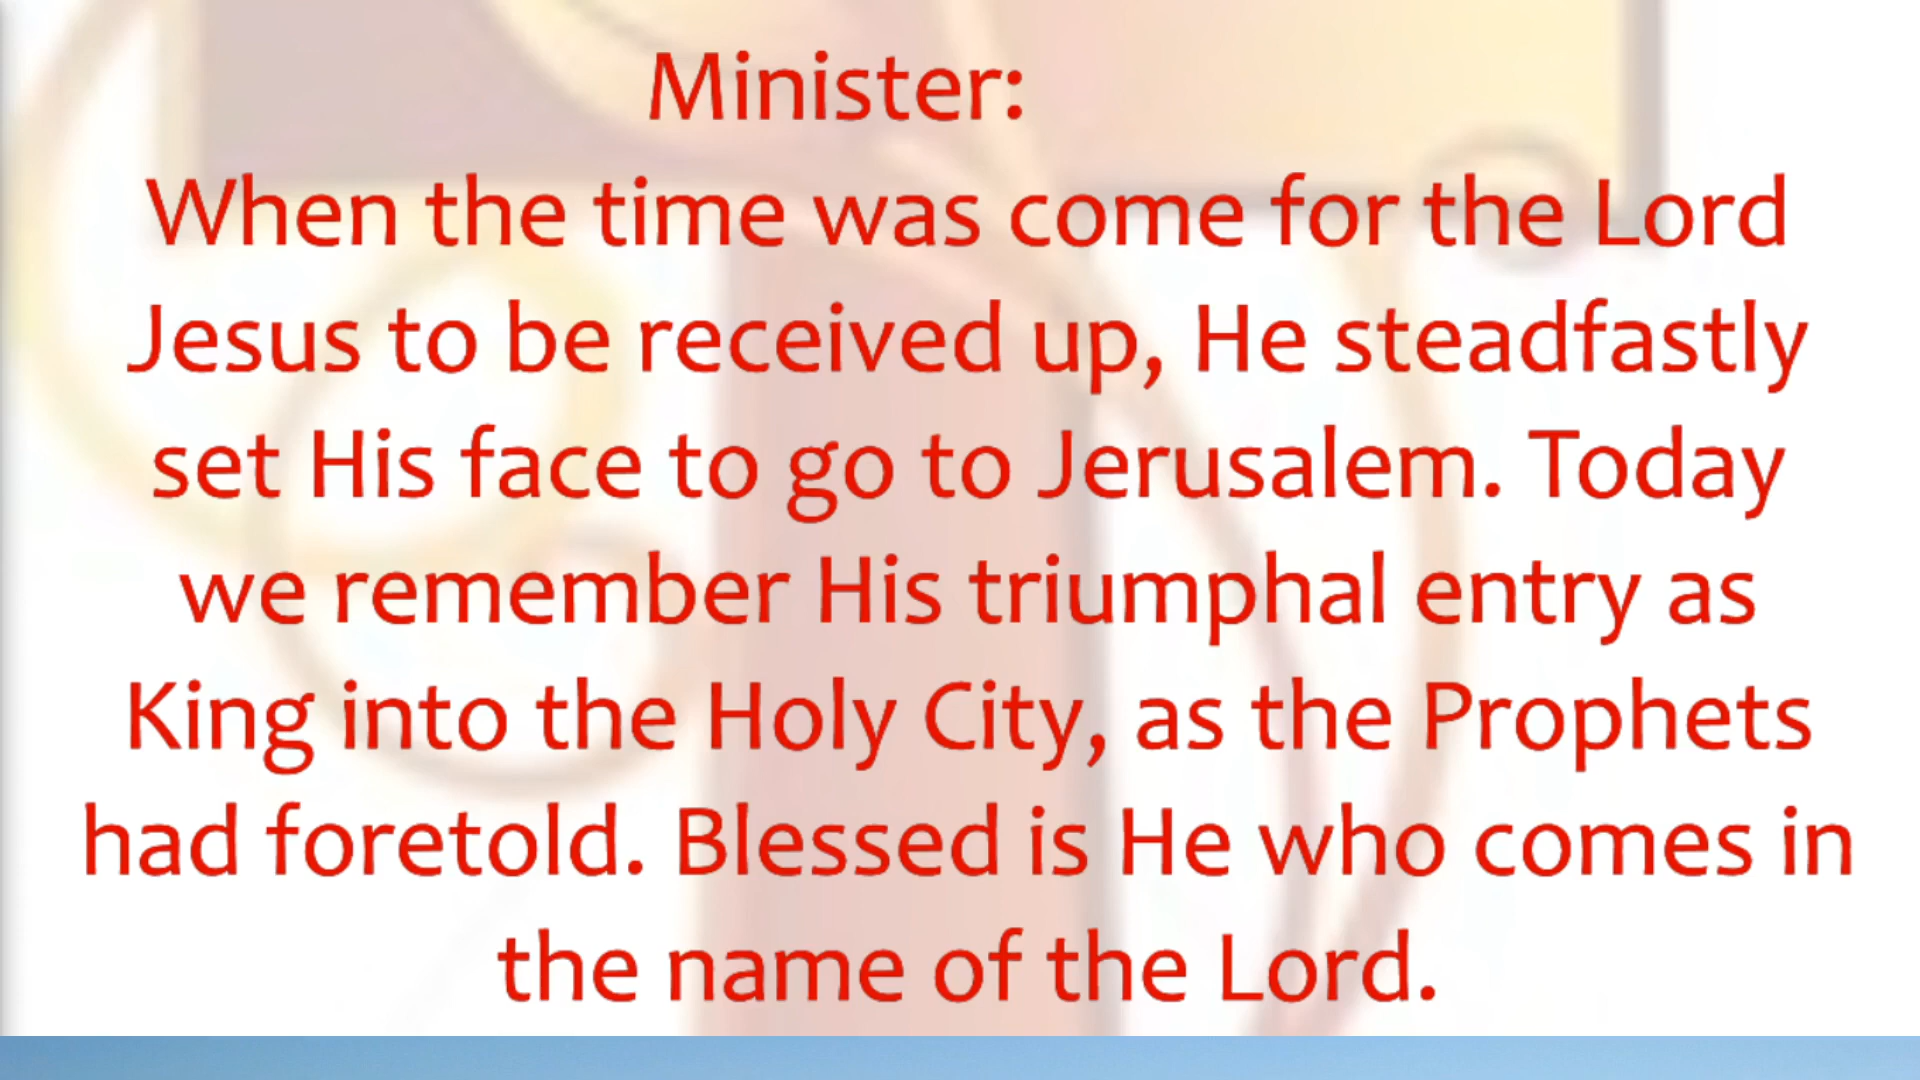 Minister:
When the time was come for the Lord
Jesus to be received up, He steadfastly
set His face to go to Jerusalem. Today
we remember His triumphal entry as
King into the Holy City, as the Prophets
had foretold. Blessed is He who comes in
the name of the Lord.